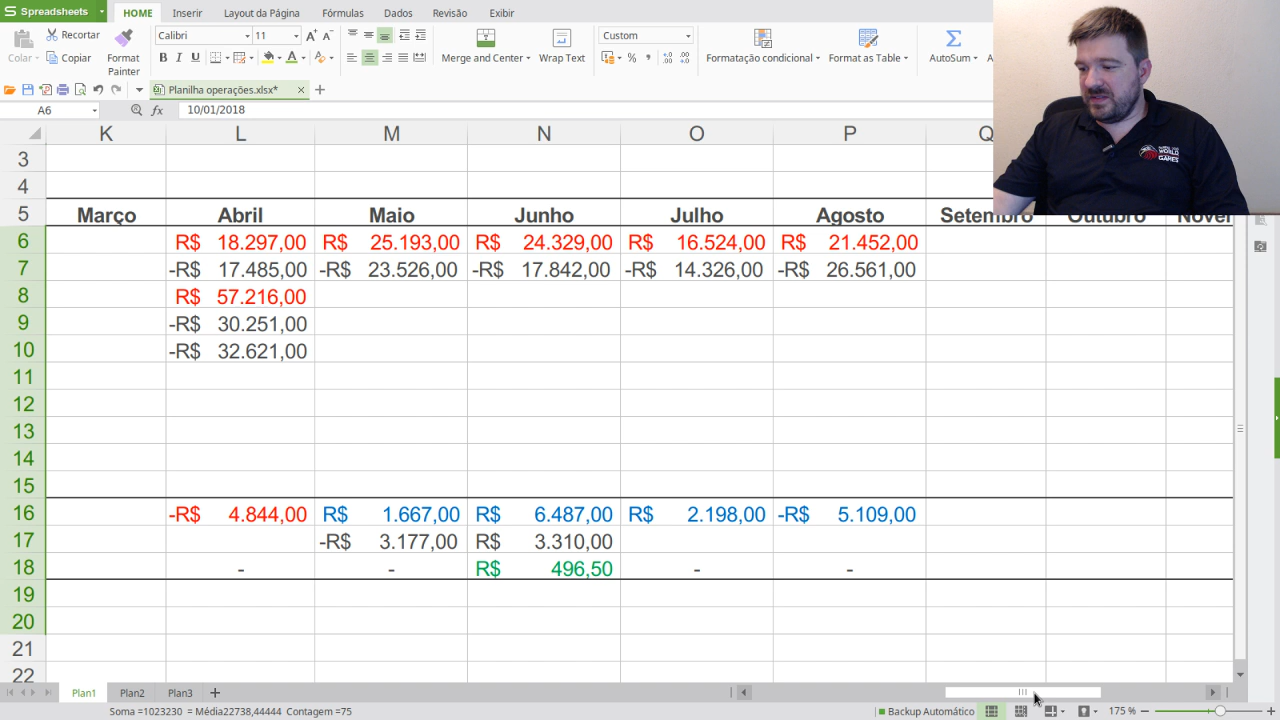 Spreadsheets HOME Inserir Layout da Página Fórmulas Dados Revisão Exibir
Recortar Calibri 11 Custom
Colar Copiar Format Painter Merge and Center Wrap Text Formatação condicional Format as Table AutoSum
Planilha operações.xlsx*
A6 fx 10/01/2018
K L M N O P Q
3
4
5 Março Abril Maio Junho Julho Agosto Setembro Outubro Nover
6 R$ 18.297,00 R$ 25.193,00 R$ 24.329,00 R$ 16.524,00 R$ 21.452,00
7 -R$ 17.485,00 -R$ 23.526,00 -R$ 17.842,00 -R$ 14.326,00 -R$ 26.561,00
8 R$ 57.216,00
9 -R$ 30.251,00
10 -R$ 32.621,00
11
12
13
14
15
16 -R$ 4.844,00 R$ 1.667,00 R$ 6.487,00 R$ 2.198,00 -R$ 5.109,00
17 -R$ 3.177,00 R$ 3.310,00
18 - - R$ 496,50 - -
19
20
21
22
Plan1 Plan2 Plan3
Soma =1023230 = Média22738,44444 Contagem =75 Backup Automático 175 %
WORLD
GAMES